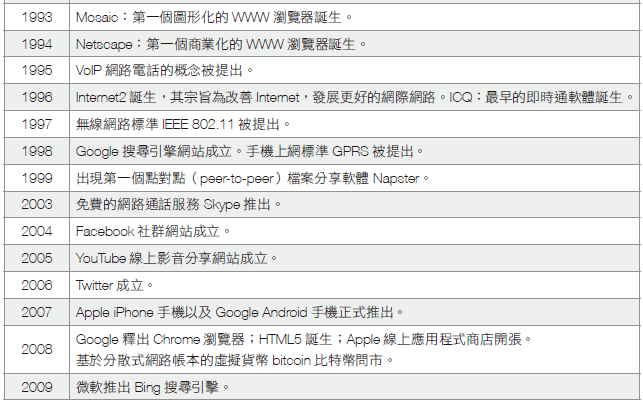 1993 Mosaic：第一個圖形化的 WWW 瀏覽器誕生。
1994 Netscape：第一個商業化的 WWW 瀏覽器誕生。
1995 VoIP 網路電話的概念被提出。
1996 Internet2 誕生，其宗旨為改善 Internet，發展更好的網際網路。ICQ：最早的即時通軟體誕生。
1997 無線網路標準 IEEE 802.11 被提出。
1998 Google 搜尋引擎網站成立。手機上網標準 GPRS 被提出。
1999 出現第一個點對點（peer-to-peer）檔案分享軟體 Napster。
2003 免費的網路通話服務 Skype 推出。
2004 Facebook 社群網站成立。
2005 YouTube 線上影音分享網站成立。
2006 Twitter 成立。
2007 Apple iPhone 手機以及 Google Android 手機正式推出。
2008 Google 釋出 Chrome 瀏覽器；HTML5 誕生；Apple 線上應用程式商店開張。
基於分散式網路帳本的虛擬貨幣 bitcoin 比特幣問市。
2009 微軟推出 Bing 搜尋引擎。